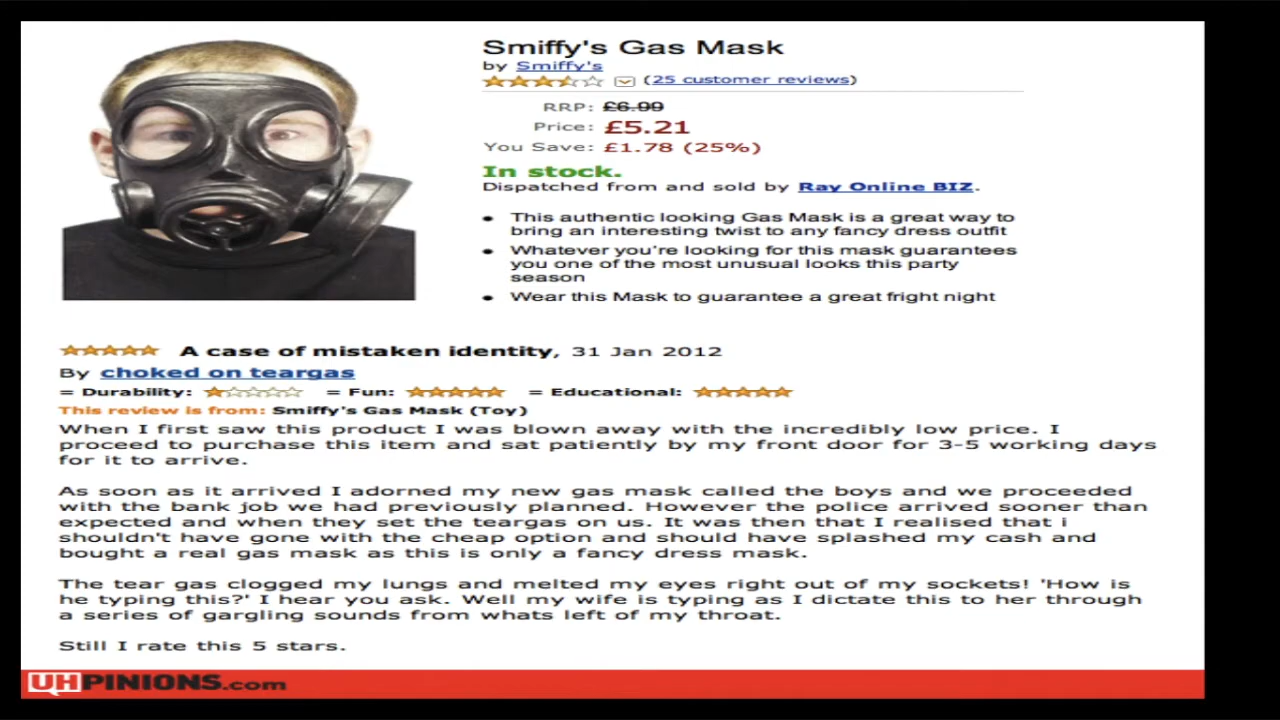 Smiffy's Gas Mask
by Smiffy's
(25 customer reviews)
RRP: £6.99
Price: £5.21
You Save: £1.78 (25%)
In stock.
Dispatched from and sold by Ray Online BIZ.
• This authentic looking Gas Mask is a great way to
bring an interesting twist to any fancy dress outfit
• Whatever you're looking for this mask guarantees
you one of the most unusual looks this party
season
• Wear this Mask to guarantee a great fright night
A case of mistaken identity, 31 Jan 2012
By choked on teargas
= Durability: = Fun: = Educational:
This review is from: Smiffy's Gas Mask (Toy)
When I first saw this product I was blown away with the incredibly low price. I
proceed to purchase this item and sat patiently by my front door for 3-5 working days
for it to arrive.
As soon as it arrived I adorned my new gas mask called the boys and we proceeded
with the bank job we had previously planned. However the police arrived sooner than
expected and when they set the teargas on us. It was then that I realised that i
shouldn't have gone with the cheap option and should have splashed my cash and
bought a real gas mask as this is only a fancy dress mask.
The tear gas clogged my lungs and melted my eyes right out of my sockets! 'How is
he typing this?' I hear you ask. Well my wife is typing as I dictate this to her through
a series of gargling sounds from whats left of my throat.
Still I rate this 5 stars.
UHPINIONS.com